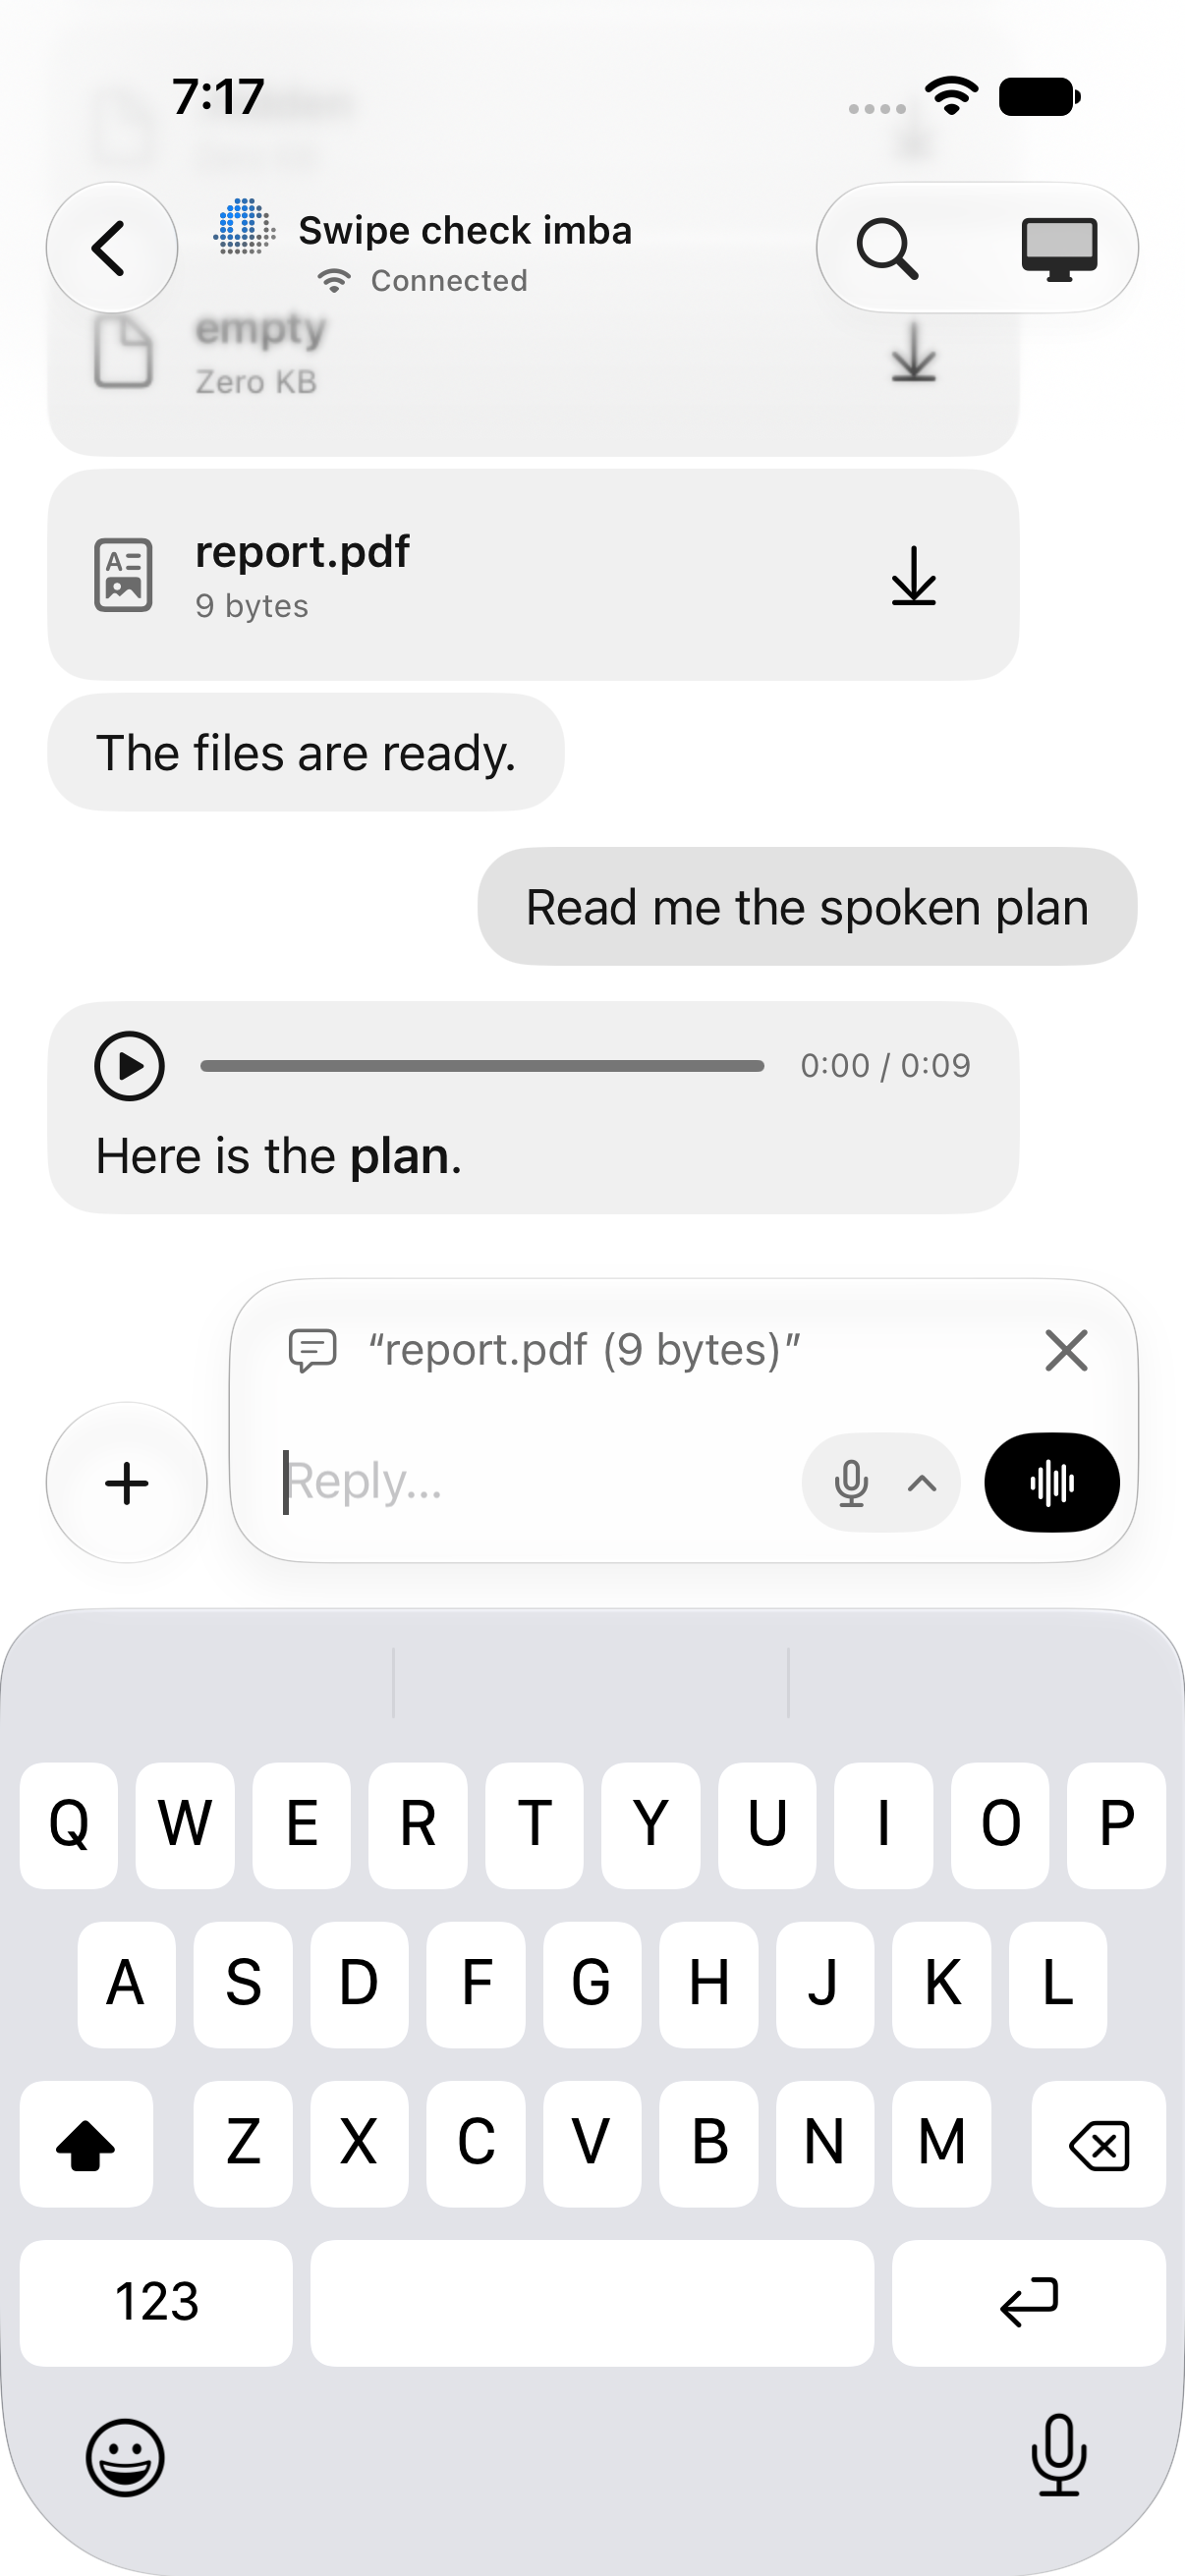 7:17
Swipe check imba
Connected
empty
Zero KB
report.pdf
9 bytes
The files are ready.
Read me the spoken plan
0:00 / 0:09
Here is the plan.
“report.pdf (9 bytes)”
Reply...
Q W E R T Y U I O P
A S D F G H J K L
Z X C V B N M
123